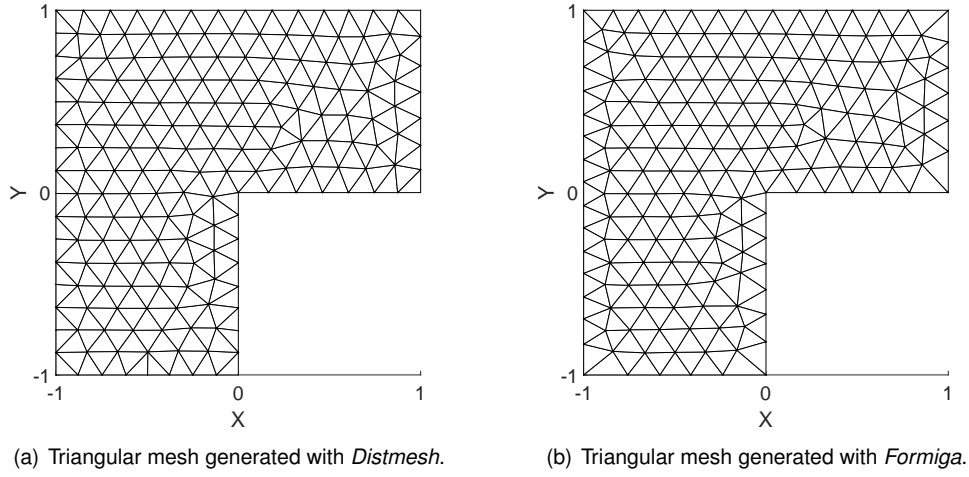 1
0
-1
Y
-1
0
1
X
(a) Triangular mesh generated with Distmesh.
1
0
-1
Y
-1
0
1
X
(b) Triangular mesh generated with Formiga.